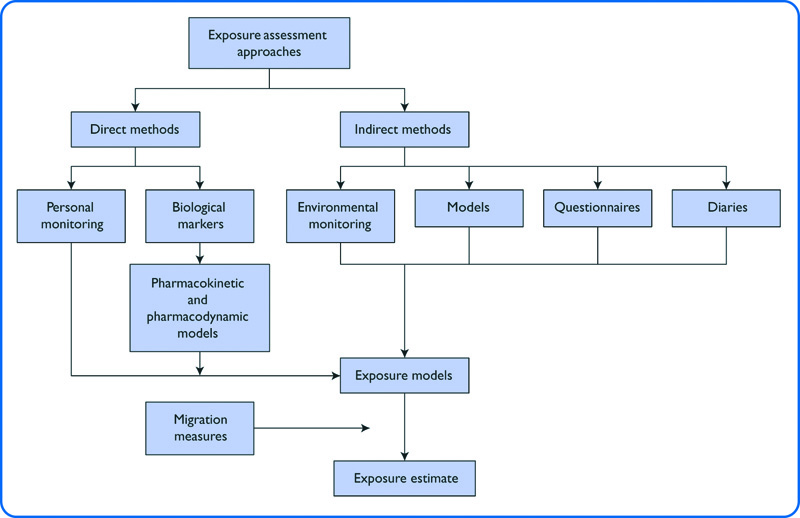 Exposure assessment
approaches
Direct methods
Indirect methods
Personal
monitoring
Biological
markers
Environmental
monitoring
Models
Questionnaires
Diaries
Pharmacokinetic
and
pharmacodynamic
models
Exposure models
Migration
measures
Exposure estimate